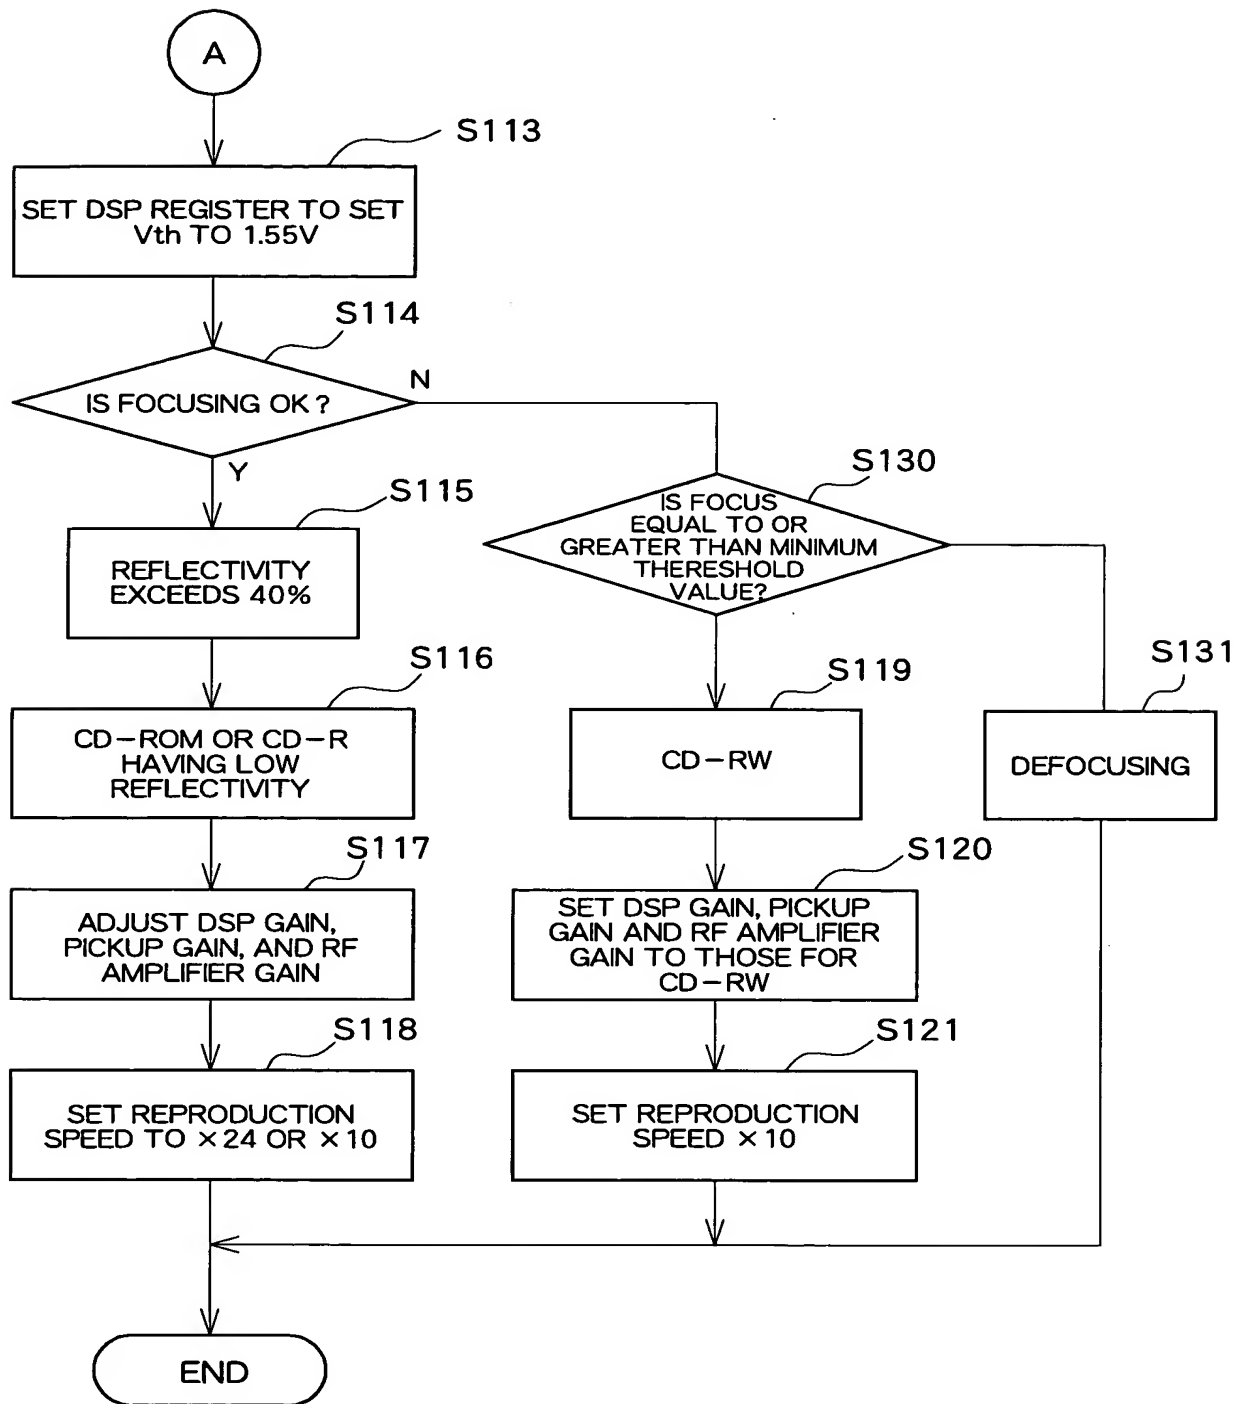 A
S113
SET DSP REGISTER TO SET
Vth TO 1.55V
S114
IS FOCUSING OK?
N
Y
S115
REFLECTIVITY
EXCEEDS 40%
S130
IS FOCUS
EQUAL TO OR
GREATER THAN MINIMUM
THERESHOLD
VALUE?
S116
CD-ROM OR CD-R
HAVING LOW
REFLECTIVITY
S119
CD-RW
S131
DEFOCUSING
S117
ADJUST DSP GAIN,
PICKUP GAIN, AND RF
AMPLIFIER GAIN
S120
SET DSP GAIN, PICKUP
GAIN AND RF AMPLIFIER
GAIN TO THOSE FOR
CD-RW
S118
SET REPRODUCTION
SPEED TO ×24 OR ×10
S121
SET REPRODUCTION
SPEED ×10
END